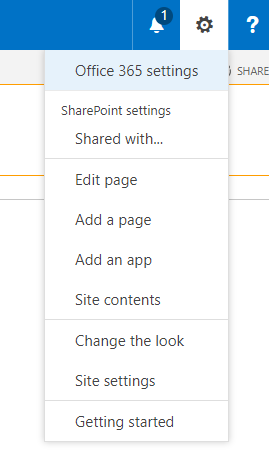 1
?
Office 365 settings
SHARE
SharePoint settings
Shared with...
Edit page
Add a page
Add an app
Site contents
Change the look
Site settings
Getting started